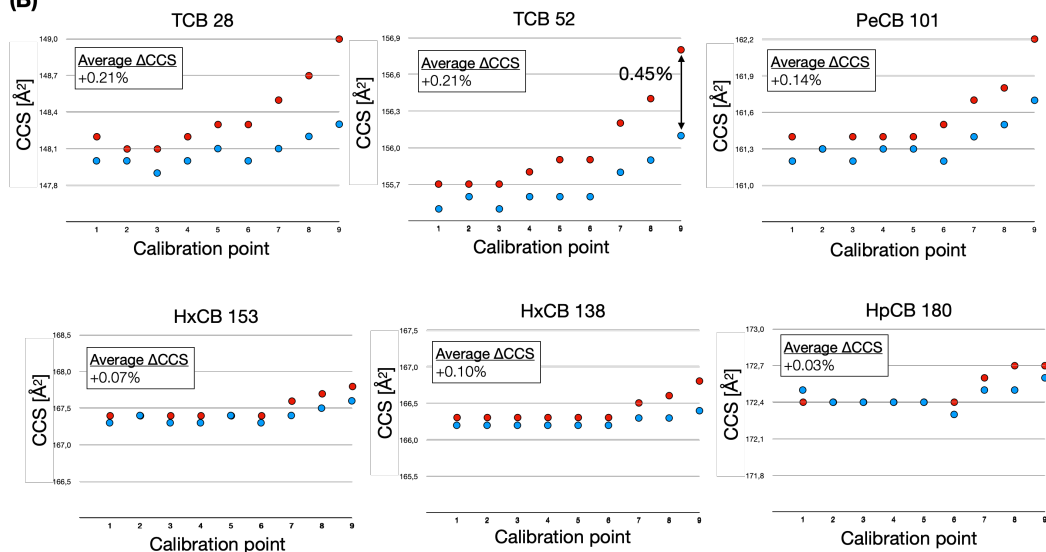 (B)
TCB 28
149,0
148,7
148,4
148,1
147,8
CCS [Å²]
Average ΔCCS
+0.21%
1 2 3 4 5 6 7 8 9
Calibration point
TCB 52
156,9
156,6
156,3
156,0
155,7
CCS [Å²]
Average ΔCCS
+0.21%
0.45%
1 2 3 4 5 6 7 8 9
Calibration point
PeCB 101
162,2
161,9
161,6
161,3
161,0
CCS [Å²]
Average ΔCCS
+0.14%
1 2 3 4 5 6 7 8 9
Calibration point
HxCB 153
168,5
168,0
167,5
167,0
166,5
CCS [Å²]
Average ΔCCS
+0.07%
1 2 3 4 5 6 7 8 9
Calibration point
HxCB 138
167,5
167,0
166,5
166,0
165,5
CCS [Å²]
Average ΔCCS
+0.10%
1 2 3 4 5 6 7 8 9
Calibration point
HpCB 180
173,0
172,7
172,4
172,1
171,8
CCS [Å²]
Average ΔCCS
+0.03%
1 2 3 4 5 6 7 8 9
Calibration point